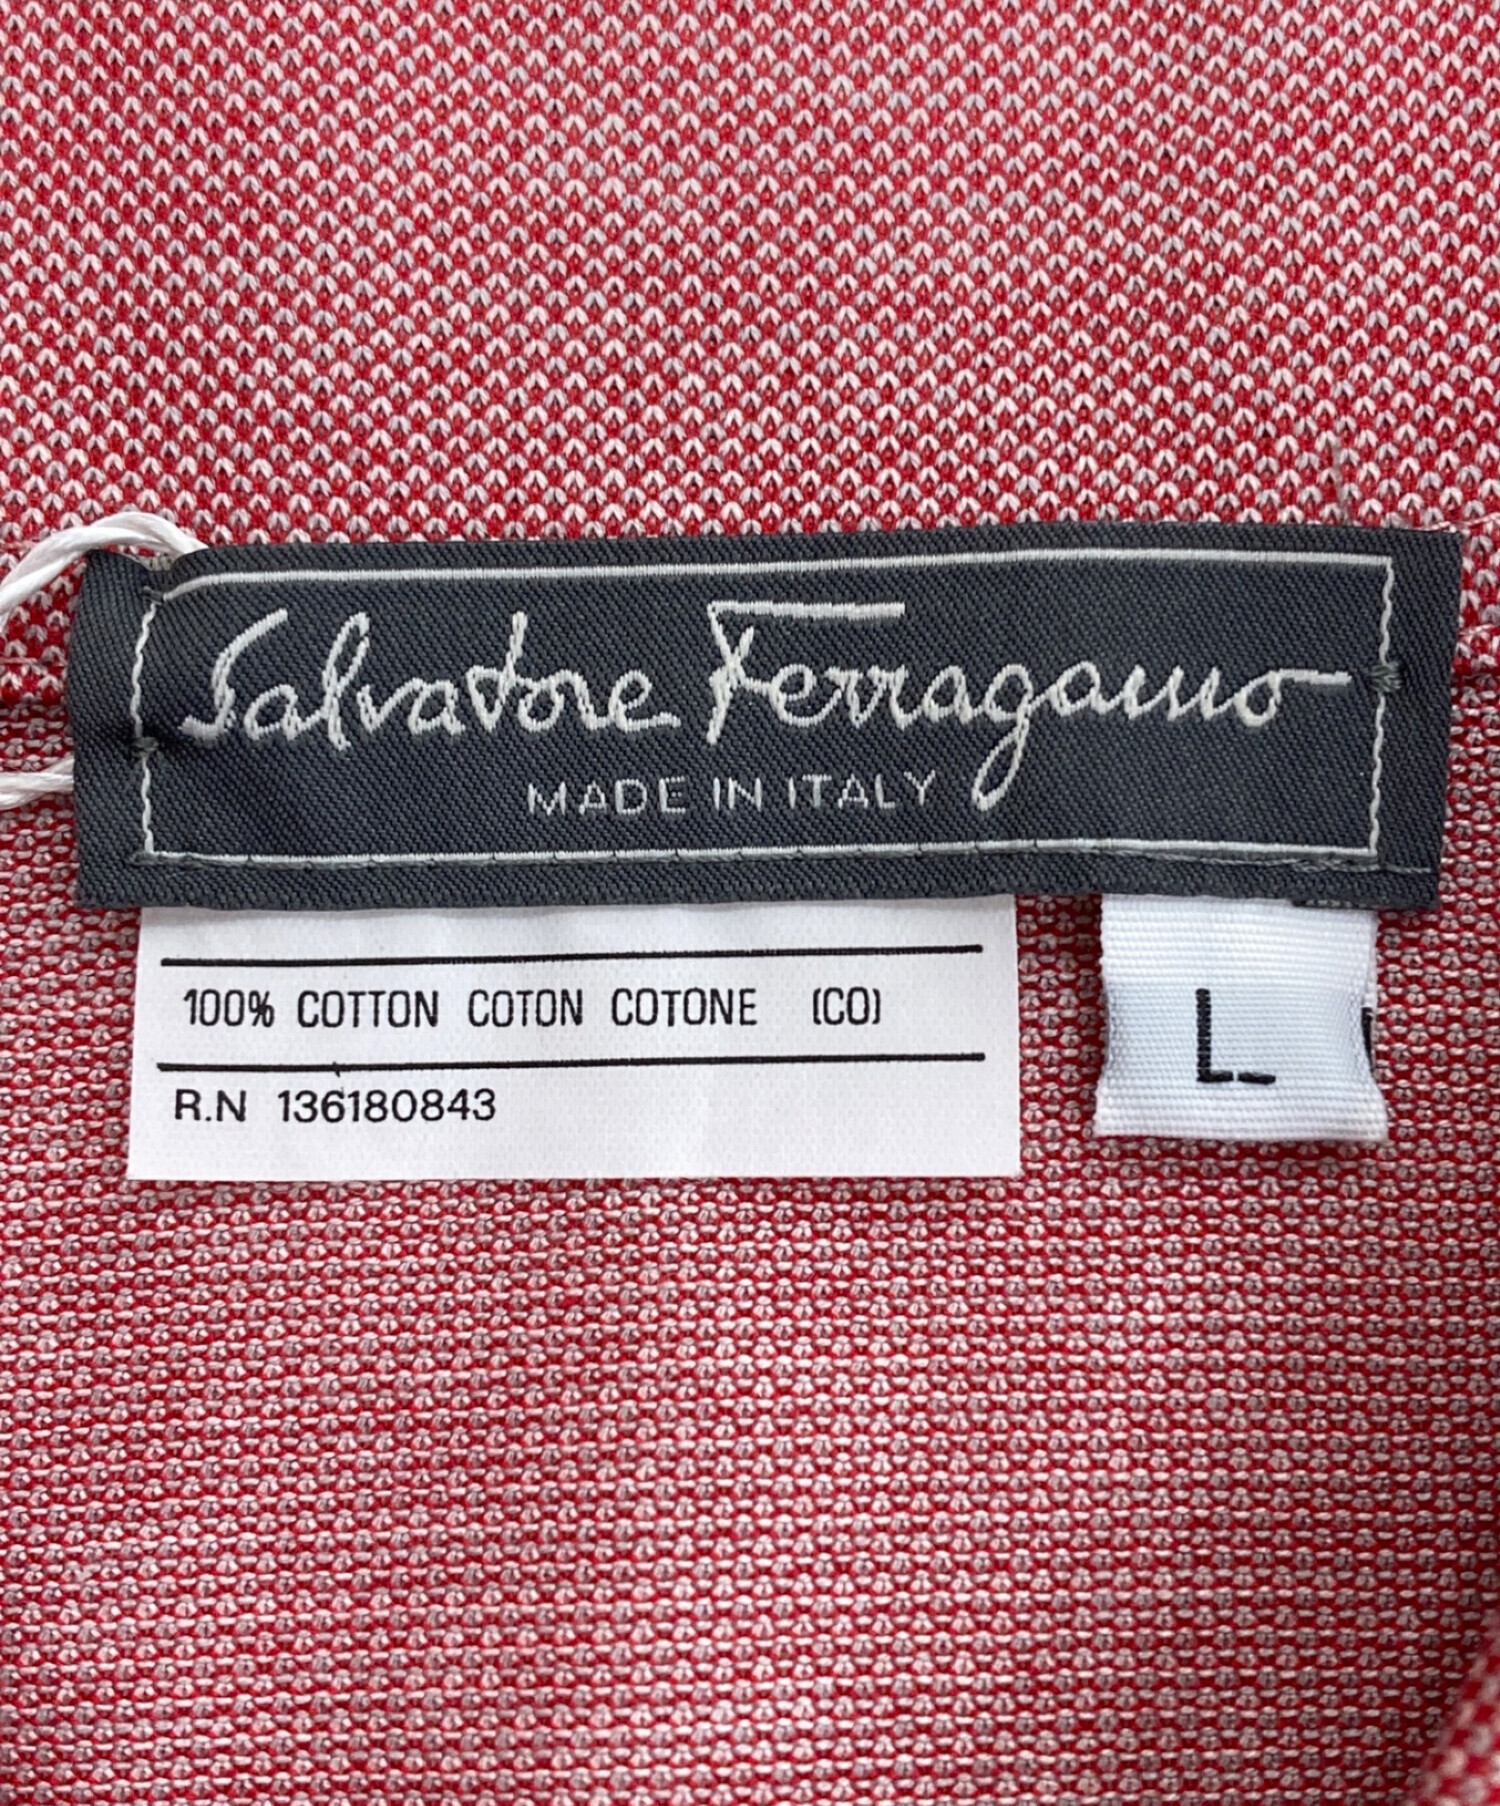 Salvatore Ferragamo
MADE IN ITALY
100% COTTON COTON COTONE (CO)
R.N 136180843
L